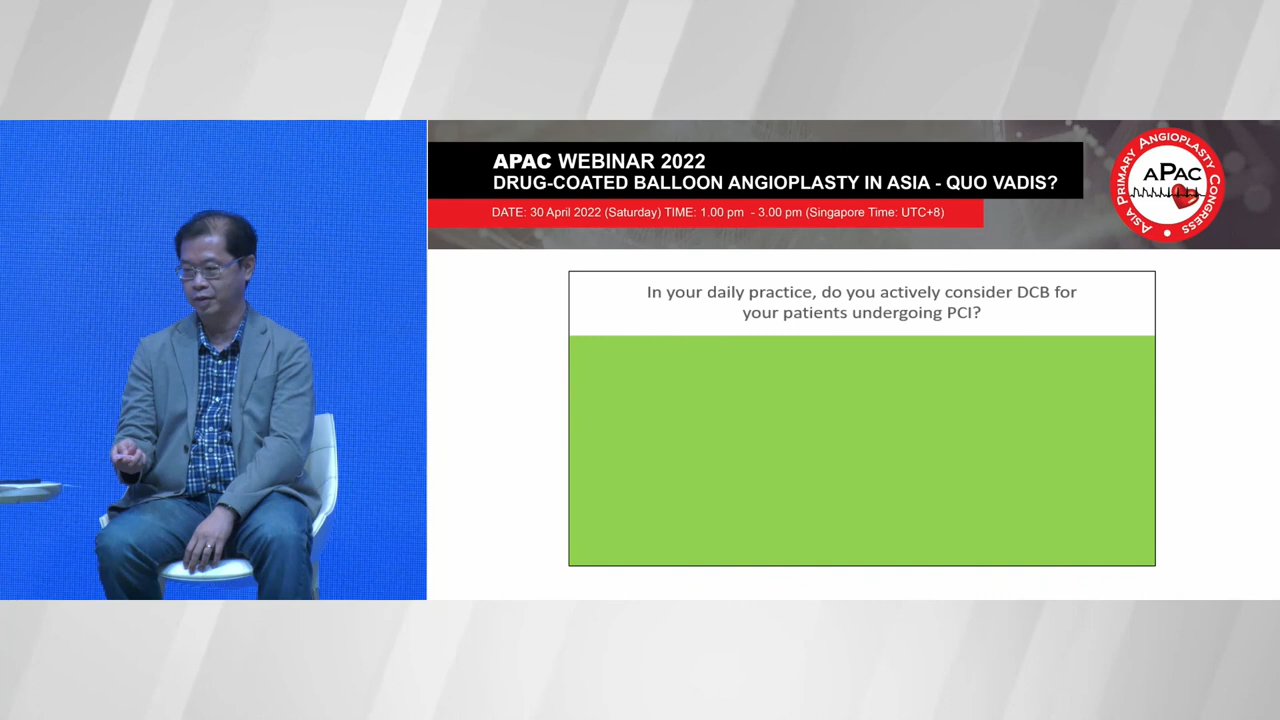 APAC WEBINAR 2022
DRUG-COATED BALLOON ANGIOPLASTY IN ASIA - QUO VADIS?
DATE: 30 April 2022 (Saturday) TIME: 1.00 pm - 3.00 pm (Singapore Time: UTC+8)
ASIA PRIMARY ANGIOPLASTY CONGRESS
aPAC
In your daily practice, do you actively consider DCB for
your patients undergoing PCI?